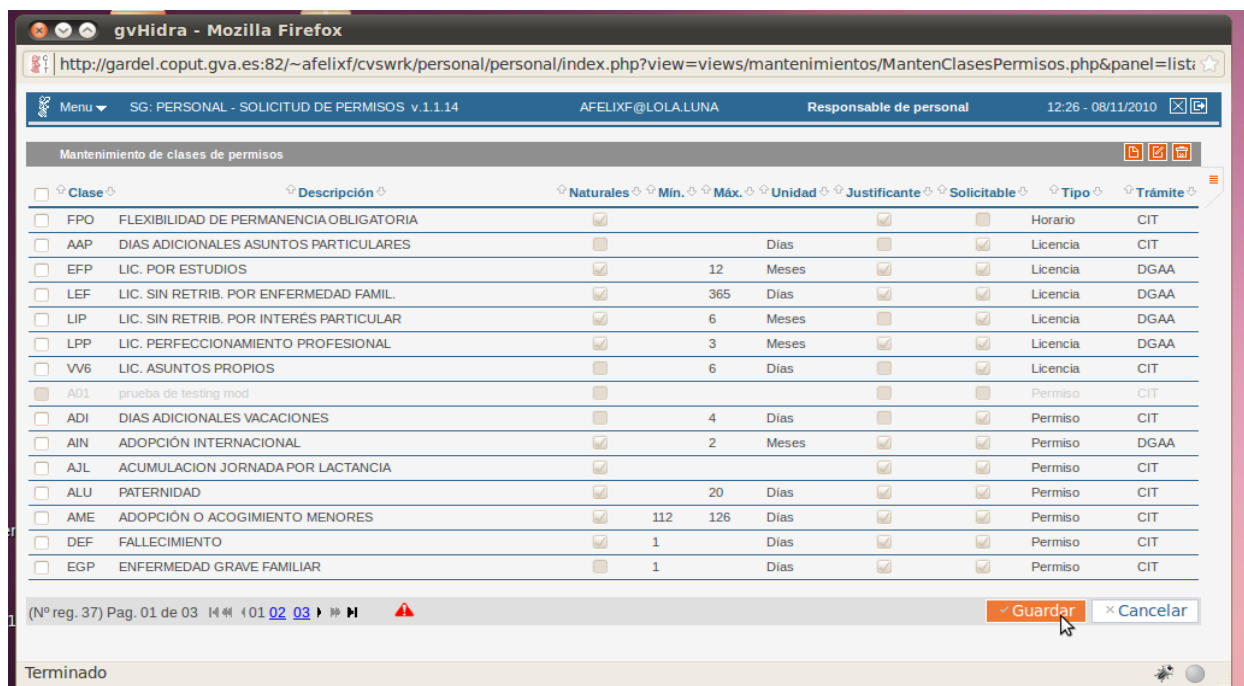 gvHidra - Mozilla Firefox
http://gardel.coput.gva.es:82/~afelixf/cvswrk/personal/personal/index.php?view=views/mantenimientos/MantenClasesPermisos.php&panel=lista
Menu SG: PERSONAL - SOLICITUD DE PERMISOS v.1.1.14 AFELIXF@LOLA.LUNA Responsable de personal 12:26 - 08/11/2010
Mantenimiento de clases de permisos
Clase Descripción Naturales Mín. Máx. Unidad Justificante Solicitable Tipo Trámite
FPO FLEXIBILIDAD DE PERMANENCIA OBLIGATORIA Horario CIT
AAP DIAS ADICIONALES ASUNTOS PARTICULARES Días Licencia CIT
EFP LIC. POR ESTUDIOS 12 Meses Licencia DGAA
LEF LIC. SIN RETRIB. POR ENFERMEDAD FAMIL. 365 Días Licencia DGAA
LIP LIC. SIN RETRIB. POR INTERÉS PARTICULAR 6 Meses Licencia DGAA
LPP LIC. PERFECCIONAMIENTO PROFESIONAL 3 Meses Licencia DGAA
VV6 LIC. ASUNTOS PROPIOS 6 Días Licencia CIT
A01 prueba de testing mod Permiso CIT
ADI DIAS ADICIONALES VACACIONES 4 Días Permiso CIT
AIN ADOPCIÓN INTERNACIONAL 2 Meses Permiso DGAA
AJL ACUMULACION JORNADA POR LACTANCIA Permiso CIT
ALU PATERNIDAD 20 Días Permiso CIT
AME ADOPCIÓN O ACOGIMIENTO MENORES 112 126 Días Permiso CIT
DEF FALLECIMIENTO 1 Días Permiso CIT
EGP ENFERMEDAD GRAVE FAMILIAR 1 Días Permiso CIT
(Nº reg. 37) Pag. 01 de 03 01 02 03 Guardar Cancelar
Terminado